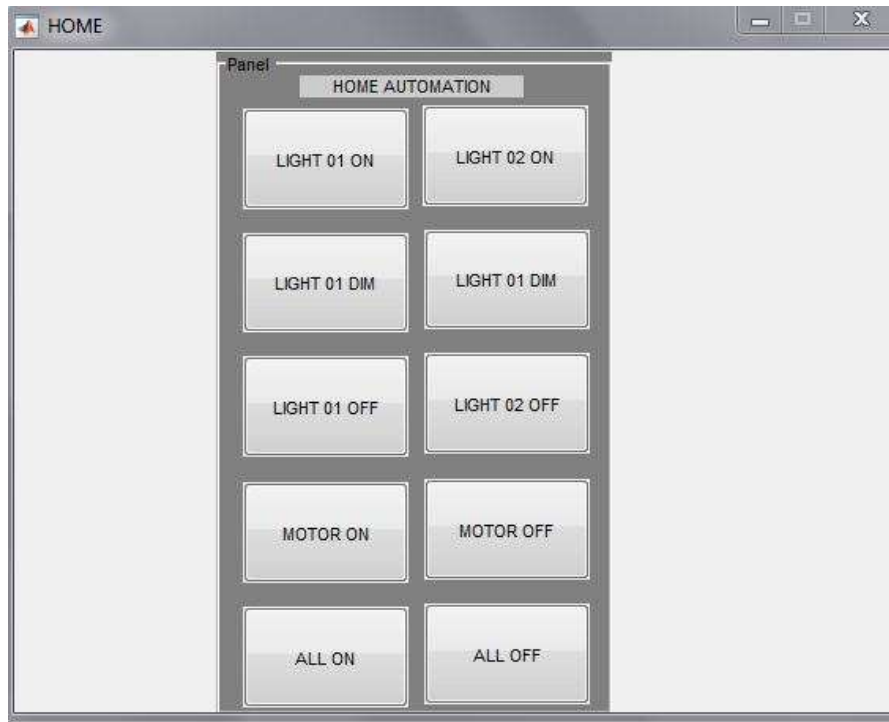 HOME
Panel
HOME AUTOMATION
LIGHT 01 ON LIGHT 02 ON
LIGHT 01 DIM LIGHT 01 DIM
LIGHT 01 OFF LIGHT 02 OFF
MOTOR ON MOTOR OFF
ALL ON ALL OFF